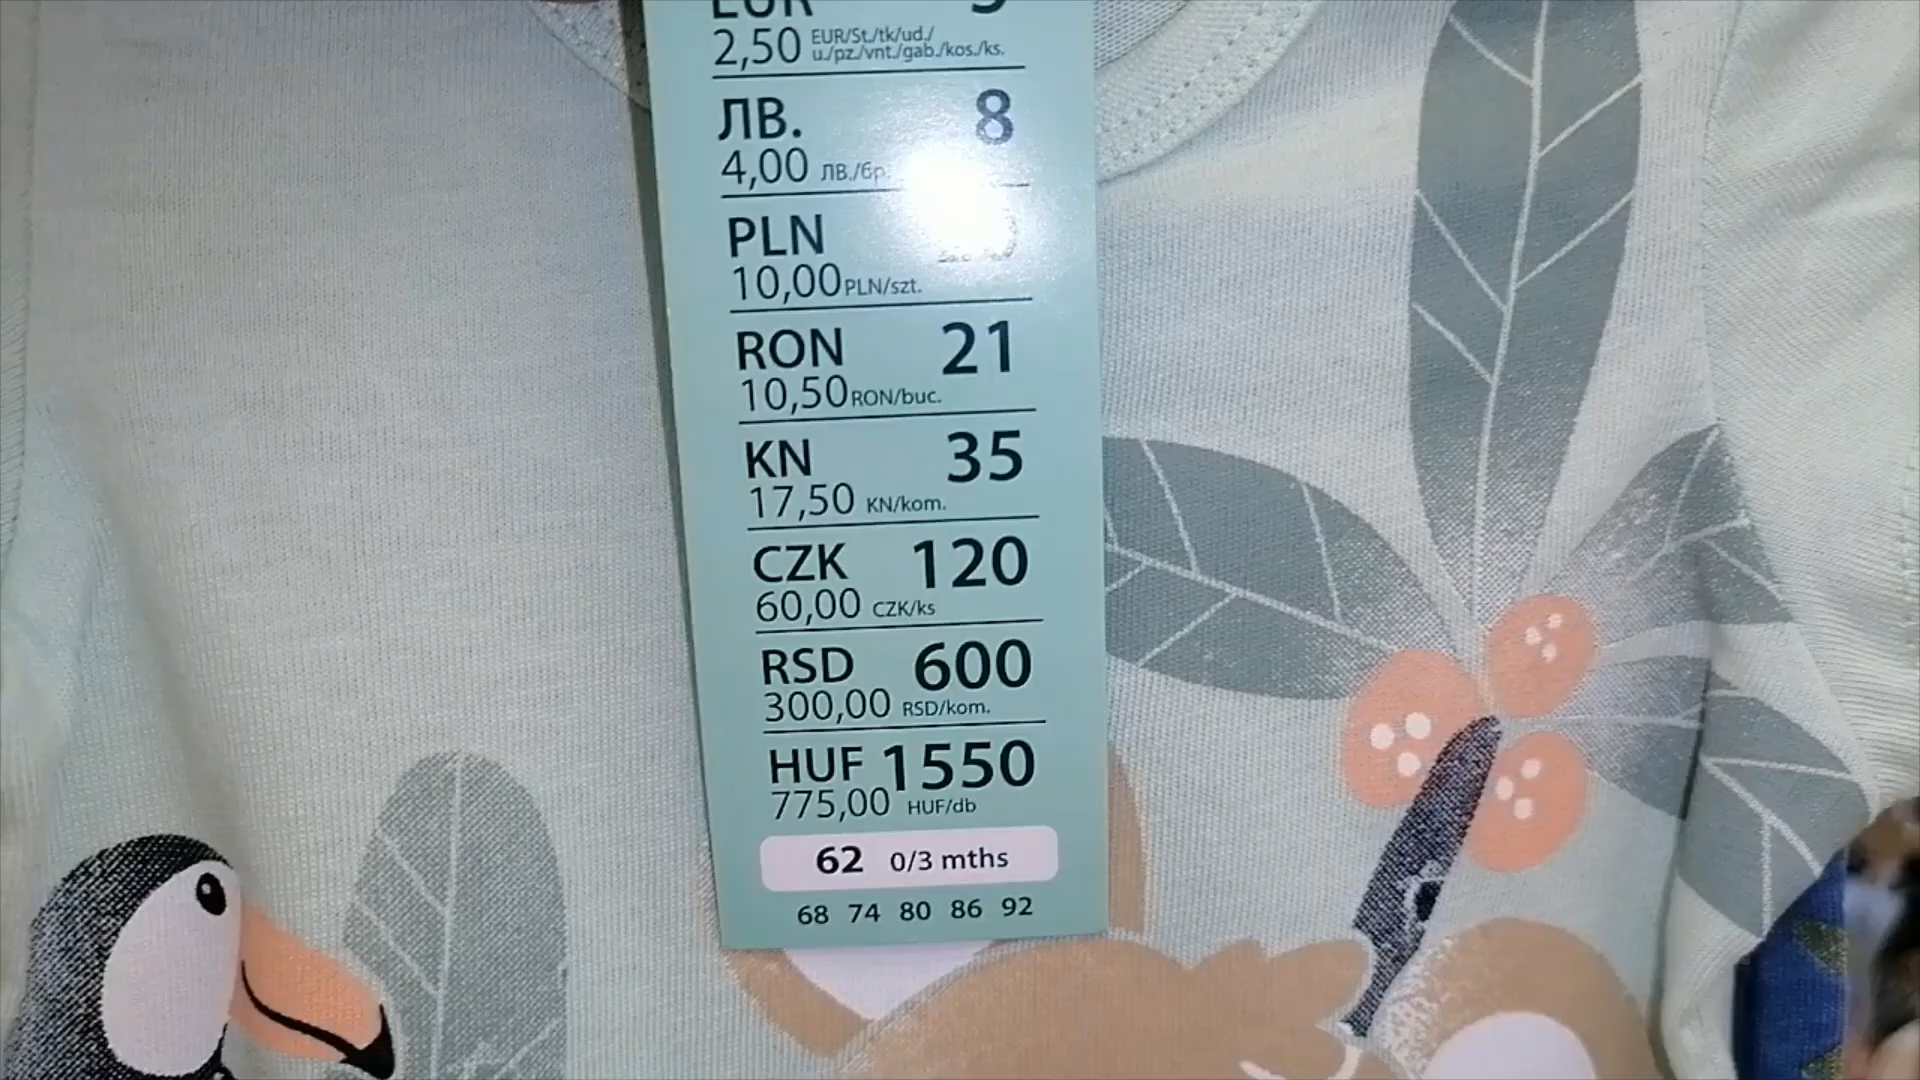 EUR 5
2,50 EUR/St./tk/ud./
u./pz./vnt./gab./kos./ks.
ЛВ. 8
4,00 ЛВ./бр.
PLN
10,00 PLN/szt.
RON 21
10,50 RON/buc.
KN 35
17,50 KN/kom.
CZK 120
60,00 CZK/ks
RSD 600
300,00 RSD/kom.
HUF 1550
775,00 HUF/db
62 0/3 mths
68 74 80 86 92